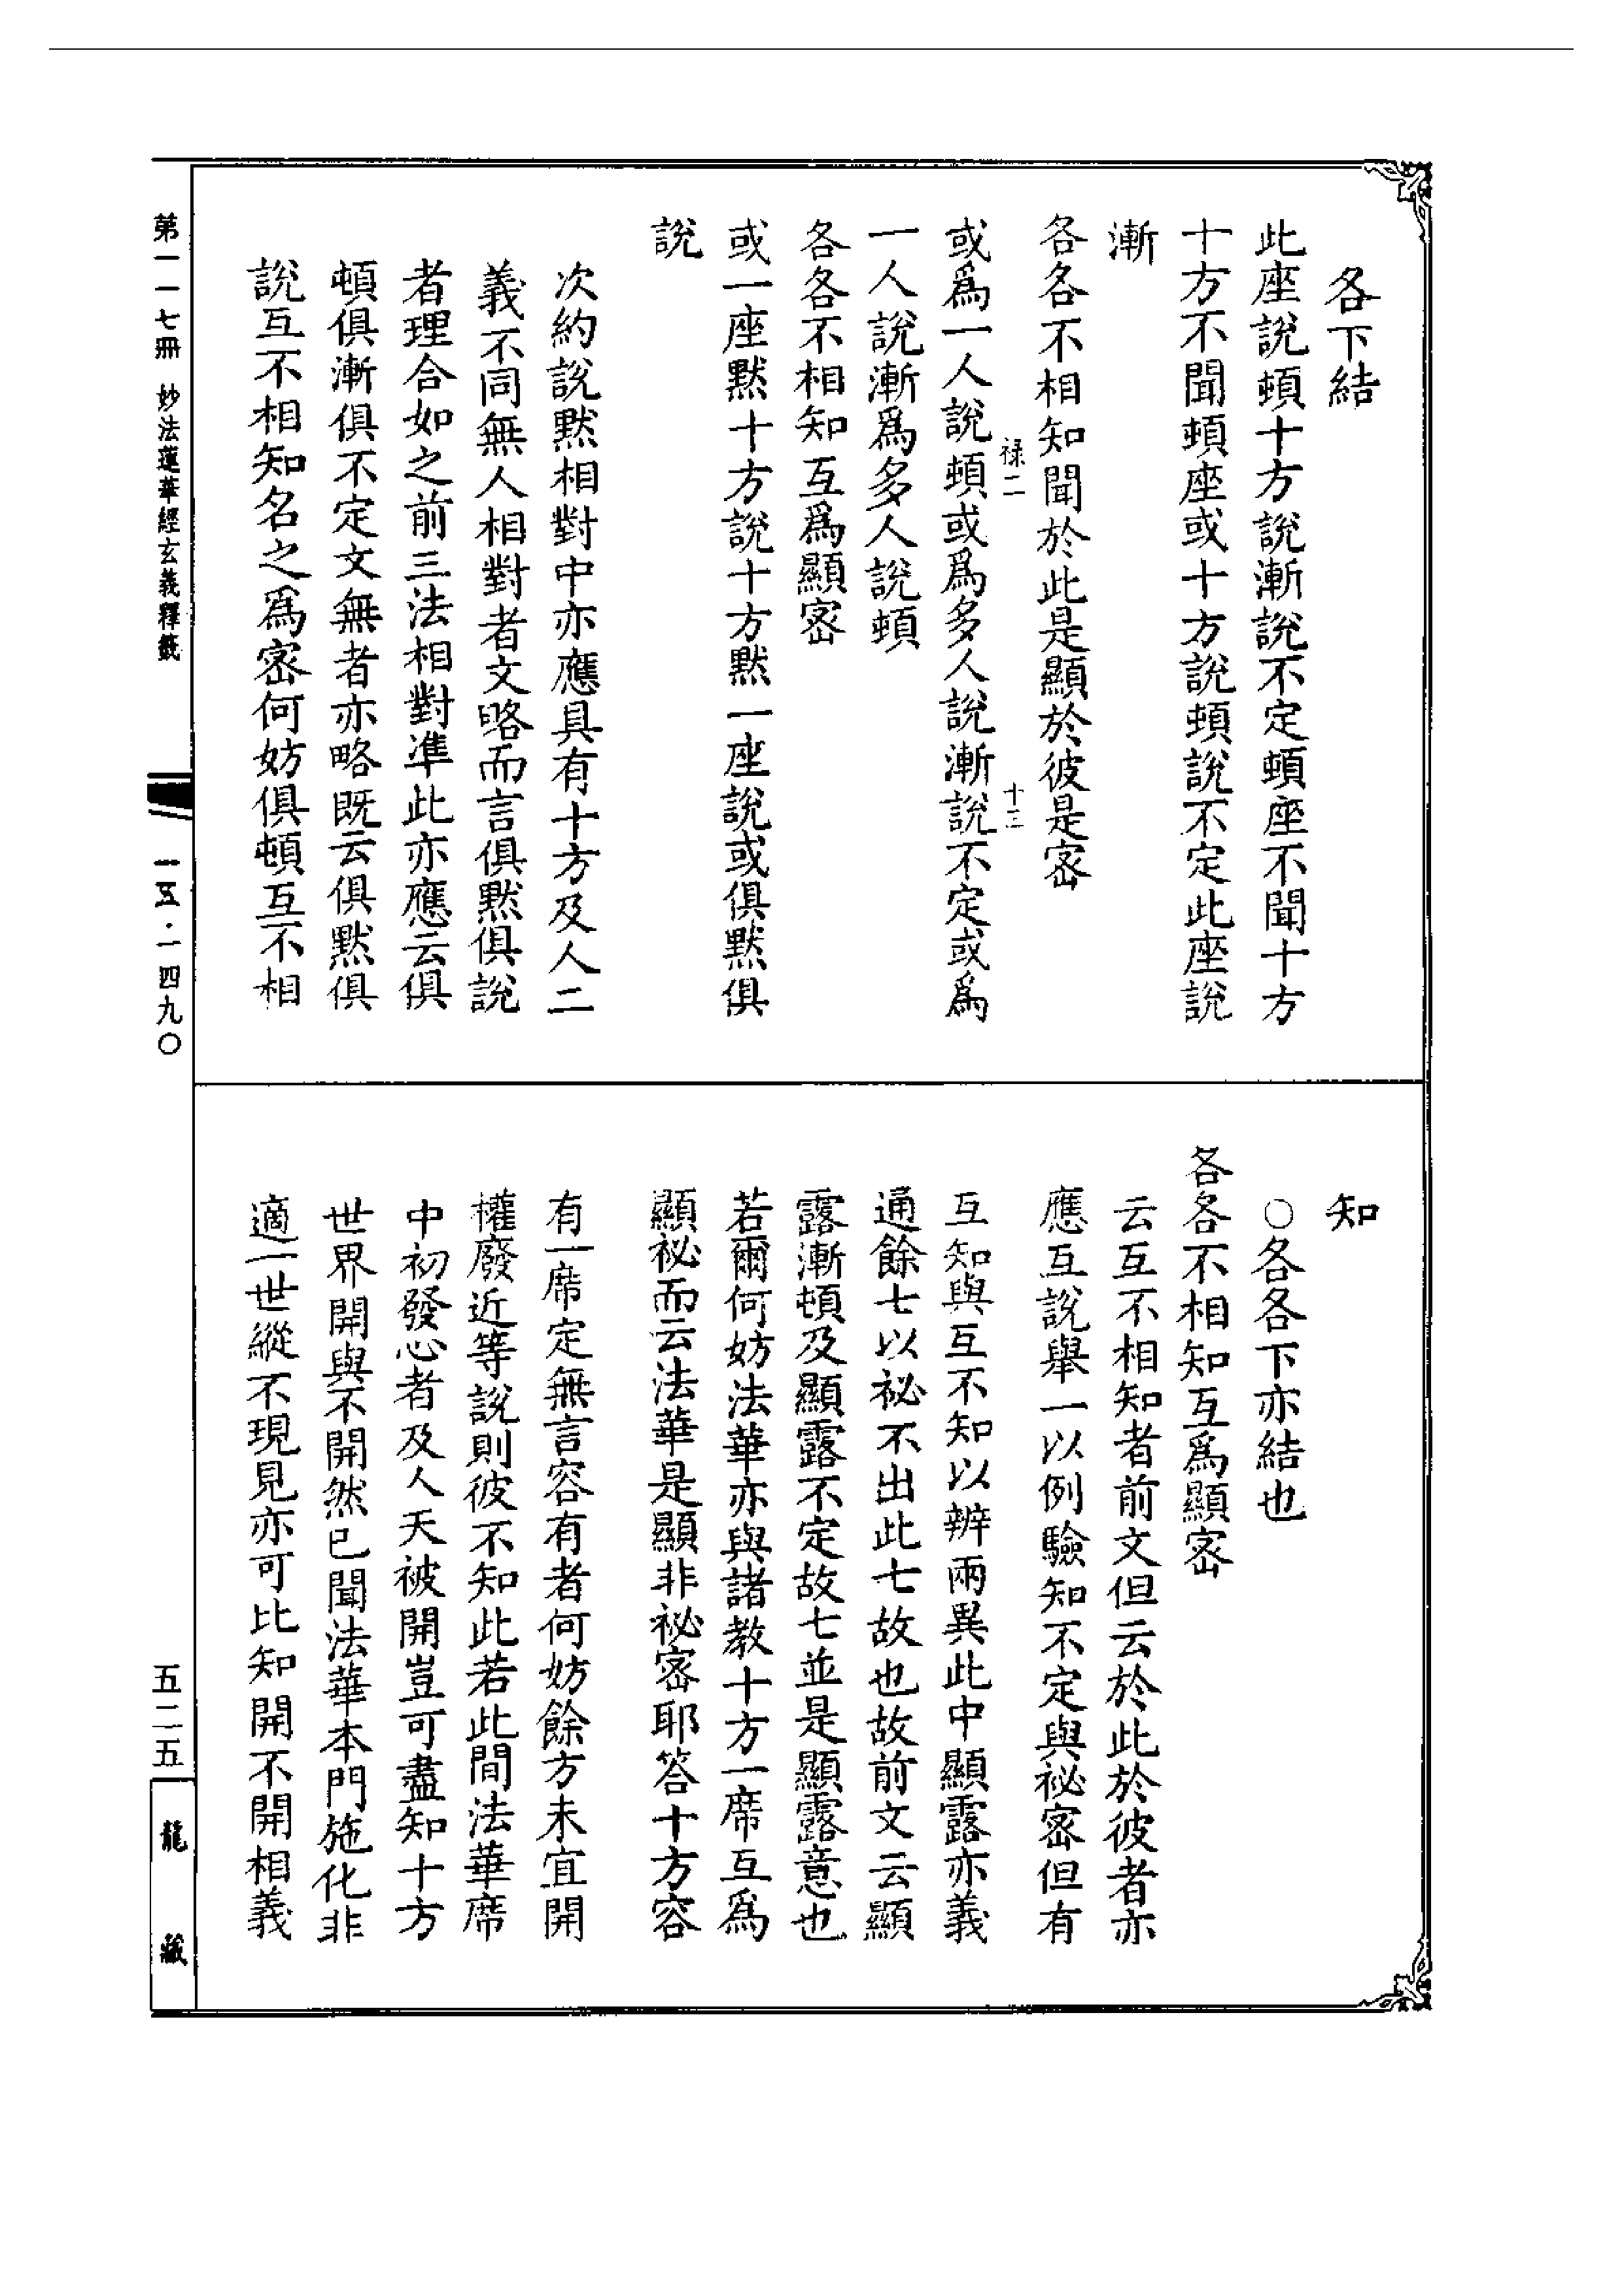 各下結
此座說頓十方說漸說不定頓座不聞十方
十方不聞頓座或十方說頓說不定此座說
漸
各各不相知聞於此是顯於彼是密
祿二
十三
或爲一人說頓或爲多人說漸說不定或爲
一人說漸爲多人說頓
各各不相知互爲顯密
或一座黙十方說十方黙一座說或俱黙俱
說
次約說黙相對中亦應具有十方及人二
義不同無人相對者文略而言俱黙俱說
者理合如之前三法相對準此亦應云俱
頓俱漸俱不定文無者亦略既云俱黙俱
說互不相知名之爲密何妨俱頓互不相
知
○各各下亦結也
各各不相知互爲顯密
云互不相知者前文但云於此於彼者亦
應互說舉一以例驗知不定與祕密但有
互知與互不知以辨兩異此中顯露亦義
通餘七以祕不出此七故也故前文云顯
露漸頓及顯露不定故七並是顯露意也
若爾何妨法華亦與諸教十方一席互爲
顯祕而云法華是顯非祕密耶答十方容
有一席定無言容有者何妨餘方未宜開
權廢近等說則彼不知此若此間法華席
中初發心者及人天被開豈可盡知十方
世界開與不開然已聞法華本門施化非
適一世縱不現見亦可比知開不開相義
第一一七冊 妙法蓮華經玄義釋籤
一五·一四九〇
五二五
龍藏